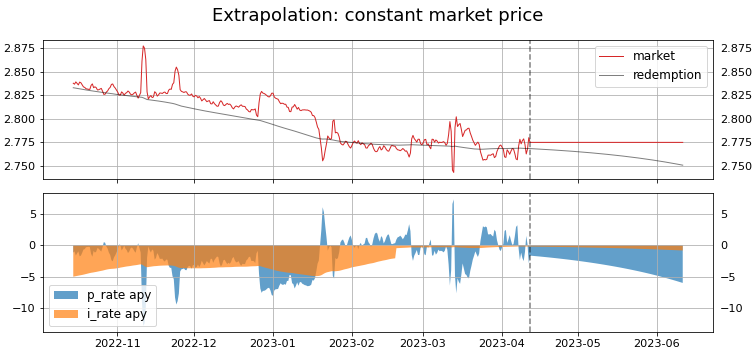 Extrapolation: constant market price
2.875 2.875
2.850 2.850
2.825 2.825
2.800 2.800
2.775 2.775
2.750 2.750
market
redemption
5 5
0 0
−5 −5
−10 −10
p_rate apy
i_rate apy
2022-11 2022-12 2023-01 2023-02 2023-03 2023-04 2023-05 2023-06